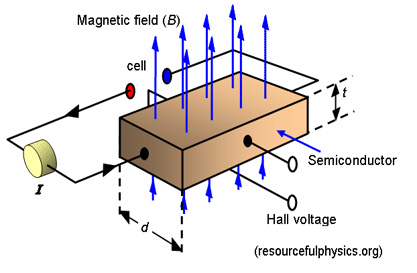 Magnetic field (B)
cell
t
I
Semiconductor
d
Hall voltage
(resourcefulphysics.org)